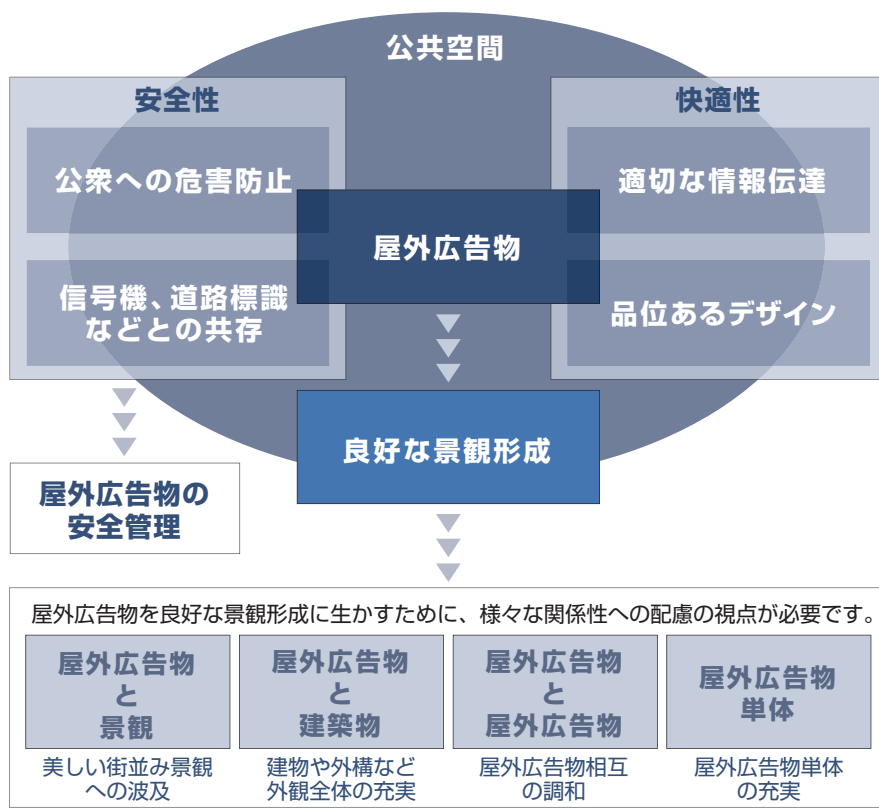 公共空間
安全性
公衆への危害防止
信号機、道路標識
などとの共存
快適性
適切な情報伝達
品位あるデザイン
屋外広告物
良好な景観形成
屋外広告物の
安全管理
屋外広告物を良好な景観形成に生かすために、様々な関係性への配慮の視点が必要です。
屋外広告物
と
景観
美しい街並み景観
への波及
屋外広告物
と
建築物
建物や外構など
外観全体の充実
屋外広告物
と
屋外広告物
屋外広告物相互
の調和
屋外広告物
単体
屋外広告物単体
の充実